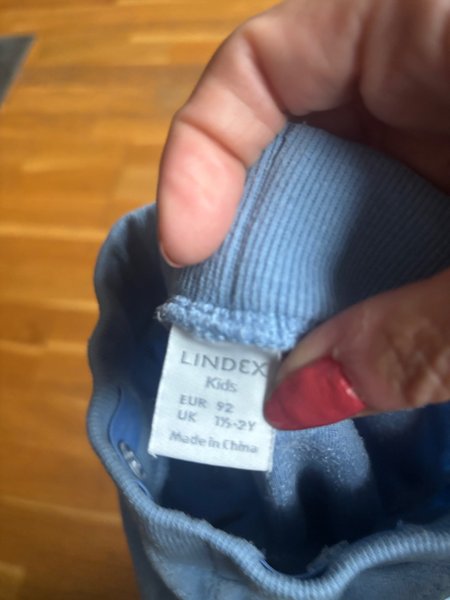 LINDEX
Kids
EUR 92
UK 1½-2Y
Made in China